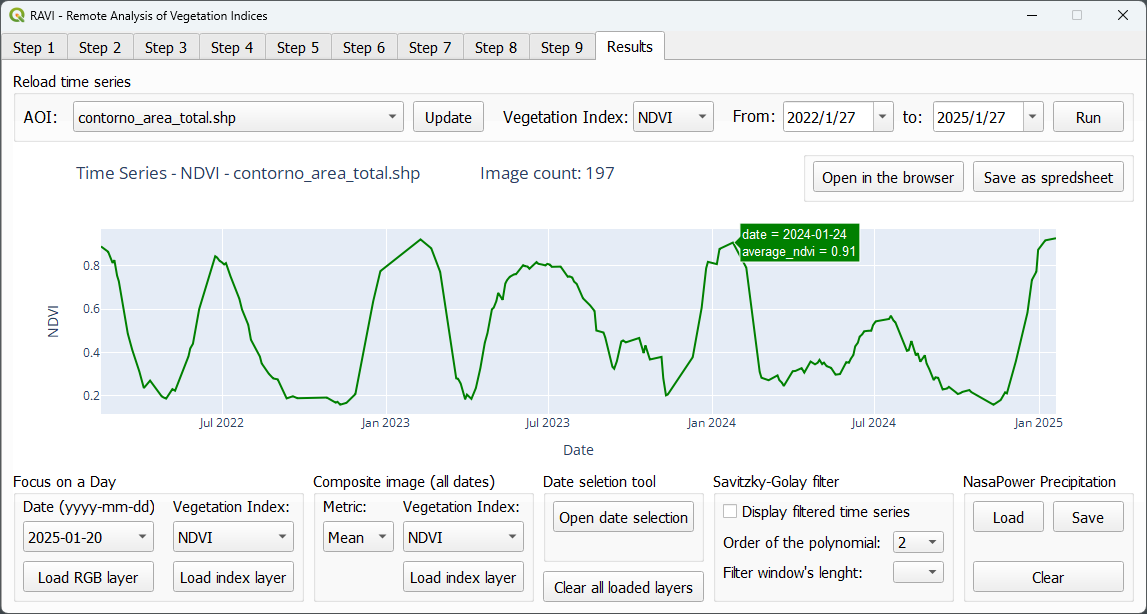 RAVI - Remote Analysis of Vegetation Indices
Step 1 Step 2 Step 3 Step 4 Step 5 Step 6 Step 7 Step 8 Step 9 Results
Reload time series
AOI: contorno_area_total.shp Update Vegetation Index: NDVI From: 2022/1/27 to: 2025/1/27 Run
Time Series - NDVI - contorno_area_total.shp Image count: 197
Open in the browser Save as spredsheet
date = 2024-01-24
average_ndvi = 0.91
0.8
0.6
0.4
0.2
NDVI
Jul 2022 Jan 2023 Jul 2023 Jan 2024 Jul 2024 Jan 2025
Date
Focus on a Day Composite image (all dates) Date seletion tool Savitzky-Golay filter NasaPower Precipitation
Date (yyyy-mm-dd) Vegetation Index: Metric: Vegetation Index: Open date selection Display filtered time series Load Save
2025-01-20 NDVI Mean NDVI Order of the polynomial: 2
Load RGB layer Load index layer Load index layer Clear all loaded layers Filter window's lenght: Clear